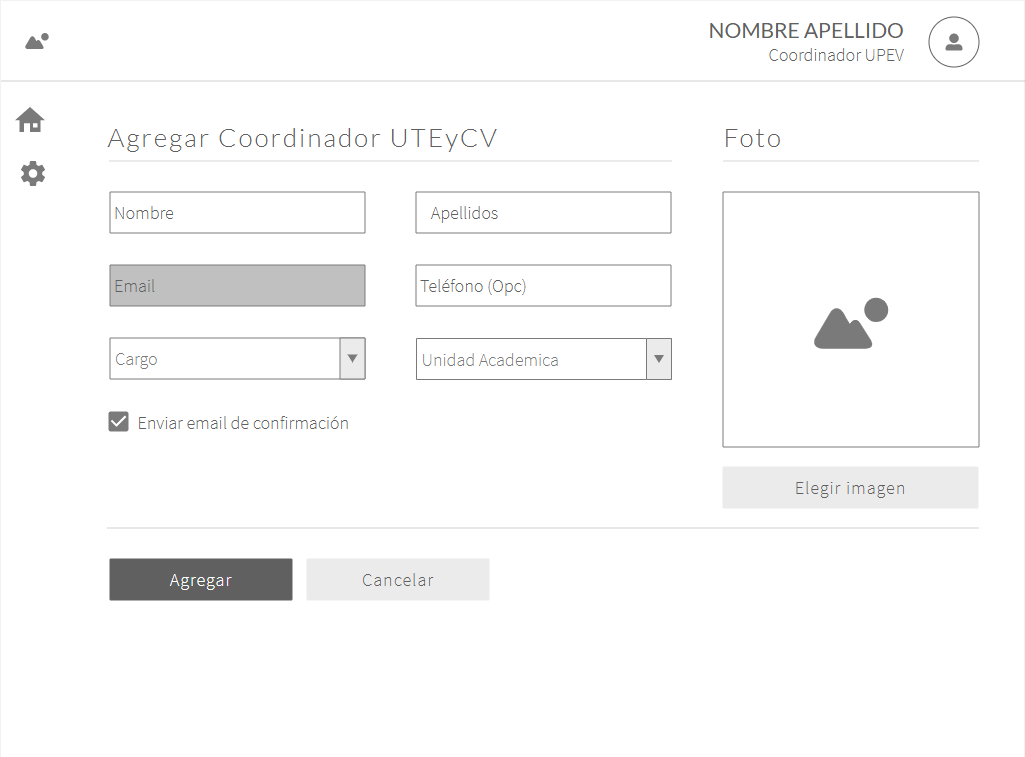 NOMBRE APELLIDO
Coordinador UPEV
Agregar Coordinador UTEyCV
Foto
Nombre
Apellidos
Email
Teléfono (Opc)
Cargo
Unidad Academica
Enviar email de confirmación
Elegir imagen
Agregar
Cancelar